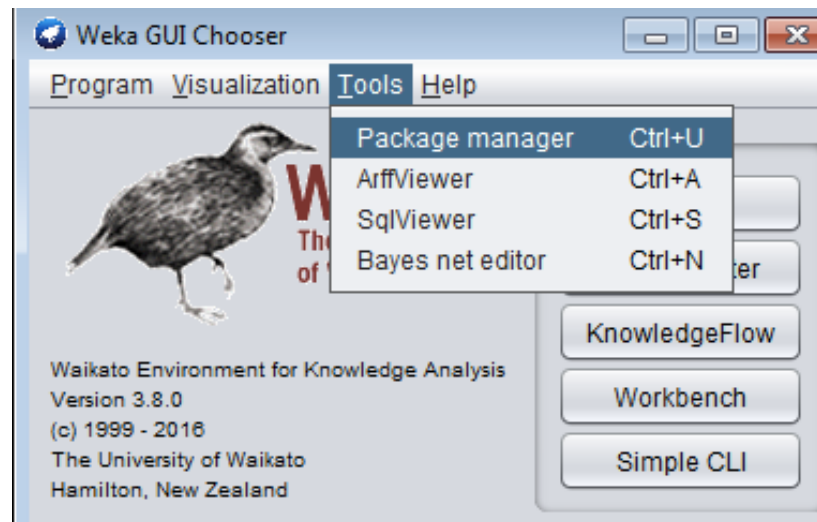 Weka GUI Chooser
Program Visualization Tools Help
Package manager Ctrl+U
ArffViewer Ctrl+A
SqlViewer Ctrl+S
Bayes net editor Ctrl+N
KnowledgeFlow
Workbench
Simple CLI
Waikato Environment for Knowledge Analysis
Version 3.8.0
(c) 1999 - 2016
The University of Waikato
Hamilton, New Zealand